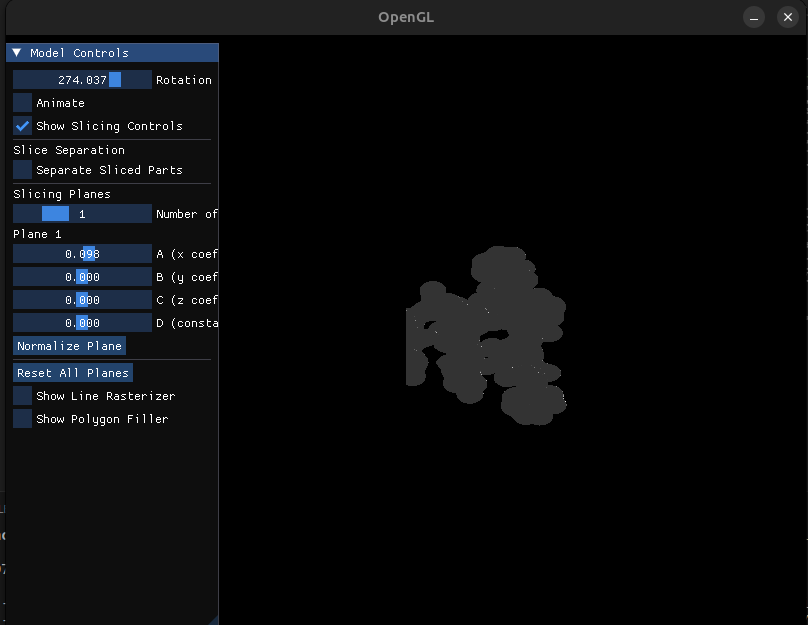 OpenGL
Model Controls
274.037 Rotation
Animate
Show Slicing Controls
Slice Separation
Separate Sliced Parts
Slicing Planes
1 Number of
Plane 1
0.098 A (x coef
0.000 B (y coef
0.000 C (z coef
0.000 D (consta
Normalize Plane
Reset All Planes
Show Line Rasterizer
Show Polygon Filler